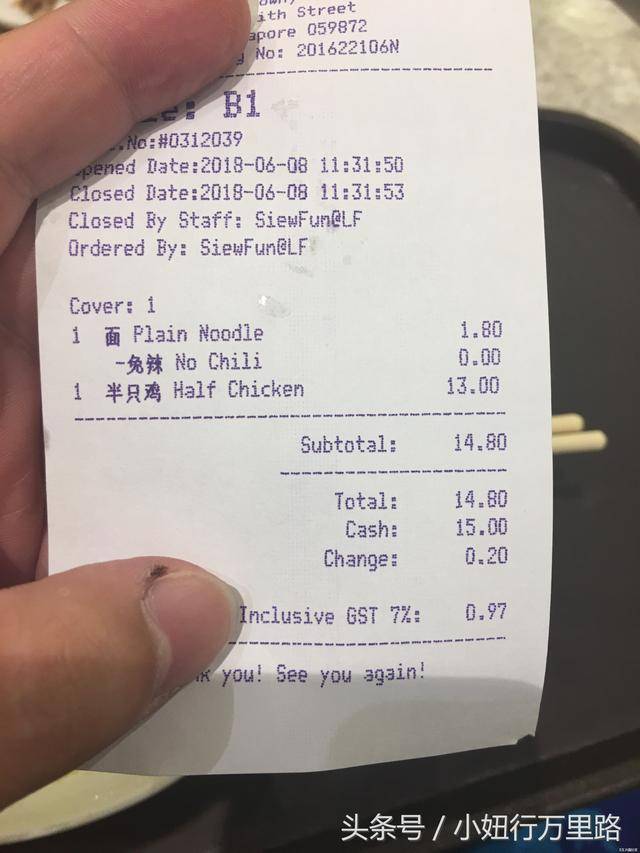 ith Street
apore 059872
No: 201622106N
B1
.No:#0312039
Opened Date:2018-06-08 11:31:50
Closed Date:2018-06-08 11:31:53
Closed By Staff: SiewFun@LF
Ordered By: SiewFun@LF
Cover: 1
1 面 Plain Noodle 1.80
-免辣 No Chili 0.00
1 半只鸡 Half Chicken 13.00
Subtotal: 14.80
Total: 14.80
Cash: 15.00
Change: 0.20
Inclusive GST 7%: 0.97
you! See you again!
头条号 / 小妞行万里路